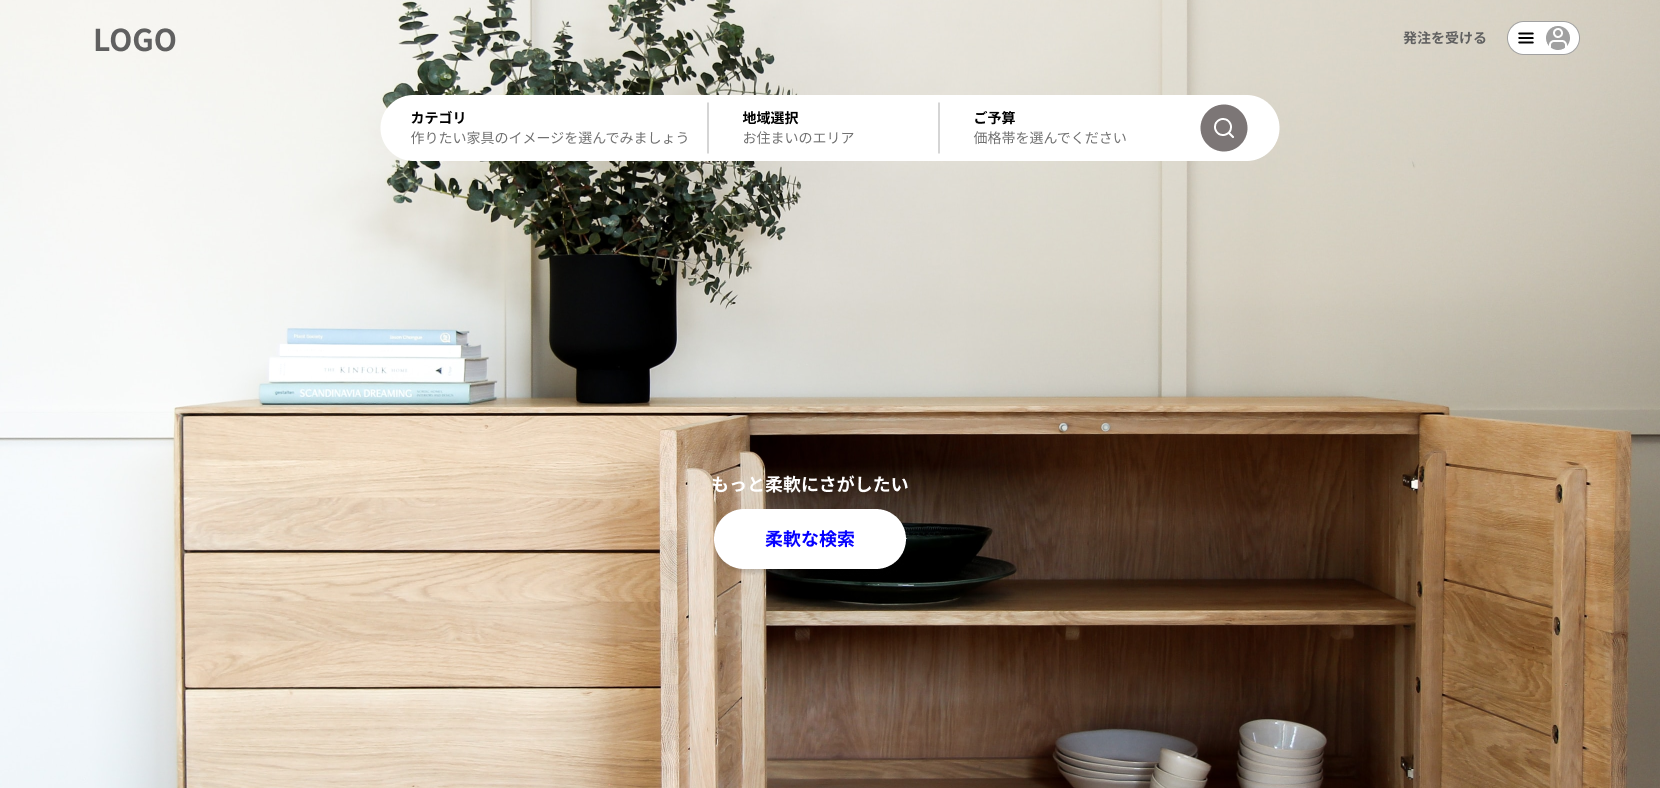 LOGO
発注を受ける
カテゴリ
作りたい家具のイメージを選んでみましょう
地域選択
お住まいのエリア
ご予算
価格帯を選んでください
THE KINFOLK
SCANDINAVIA DREAMING
もっと柔軟にさがしたい
柔軟な検索